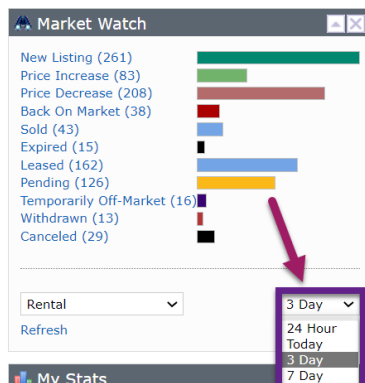 Market Watch
New Listing (261)
Price Increase (83)
Price Decrease (208)
Back On Market (38)
Sold (43)
Expired (15)
Leased (162)
Pending (126)
Temporarily Off-Market (16)
Withdrawn (13)
Canceled (29)
Rental 3 Day
Refresh
24 Hour
Today
3 Day
7 Day
My Stats